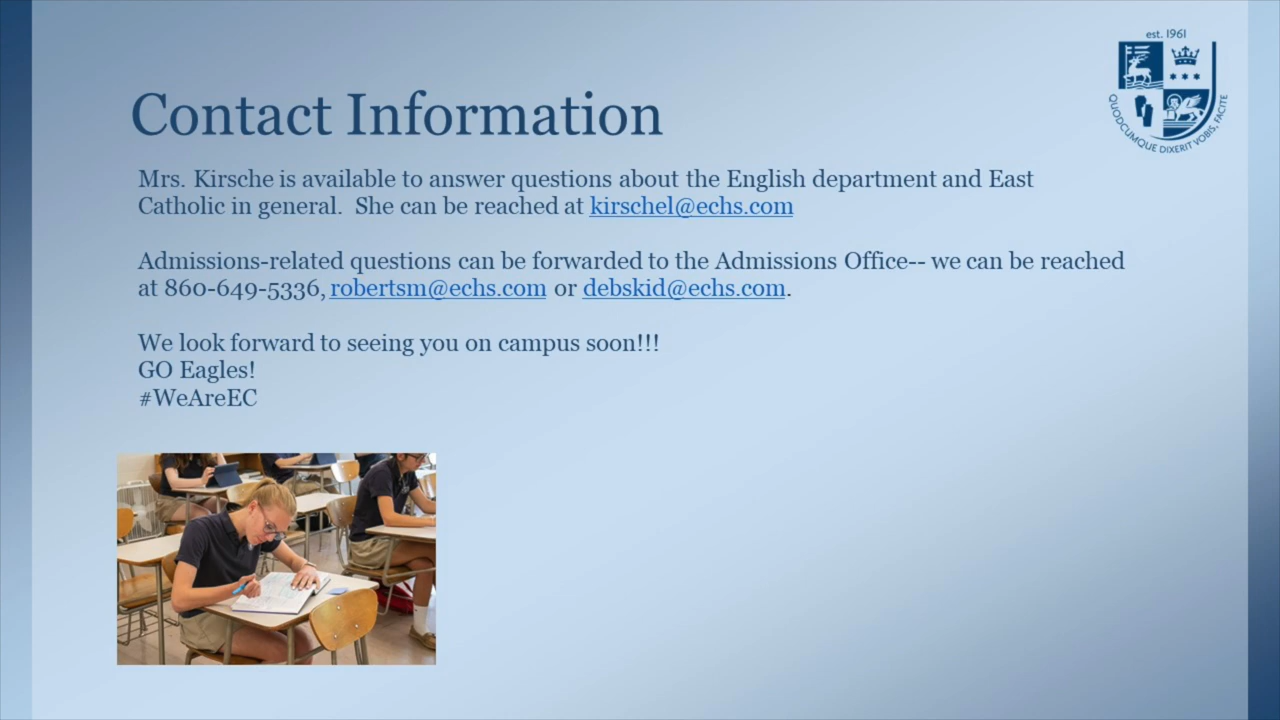 est. 1961
QUODCUMQUE DIXERIT VOBIS, FACITE
Contact Information
Mrs. Kirsche is available to answer questions about the English department and East
Catholic in general.  She can be reached at kirschel@echs.com
Admissions-related questions can be forwarded to the Admissions Office-- we can be reached
at 860-649-5336, robertsm@echs.com or debskid@echs.com.
We look forward to seeing you on campus soon!!!
GO Eagles!
#WeAreEC